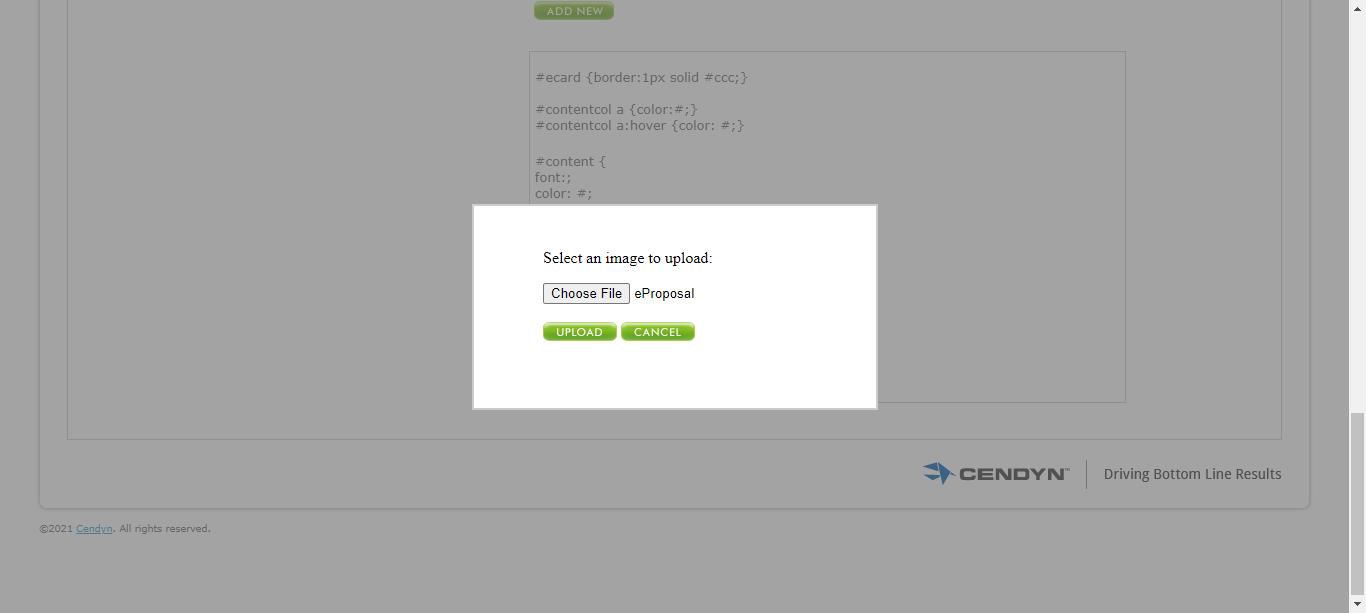 ADD NEW
#ecard {border:1px solid #ccc;}
#contentcol a {color:#;}
#contentcol a:hover {color: #;}
#content {
font:;
color: #;
Select an image to upload:
Choose File eProposal
UPLOAD CANCEL
CENDYN™ Driving Bottom Line Results
©2021 Cendyn. All rights reserved.